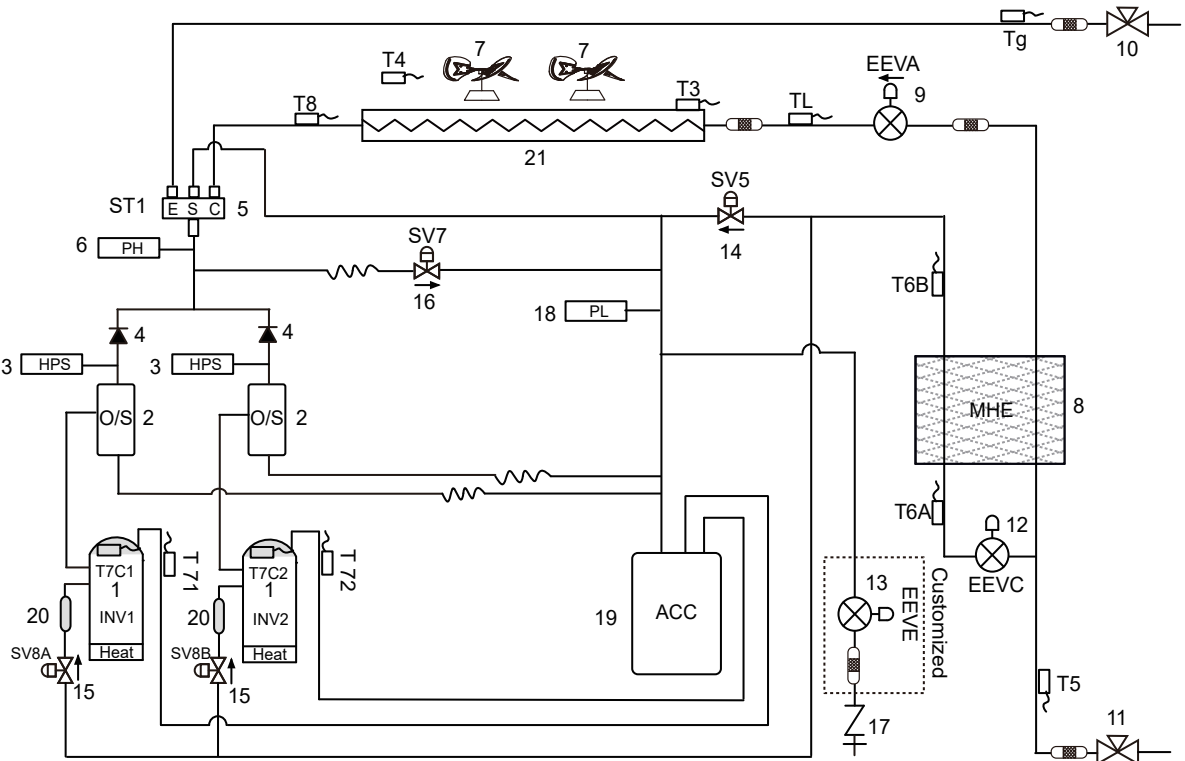 Tg
10
T4
7
7
EEVA
9
T8
T3
TL
21
ST1
E S C
5
SV5
14
6
PH
SV7
16
T6B
18
PL
4
4
3
HPS
3
HPS
O/S
2
O/S
2
MHE
8
T6A
12
EEVC
T7C1
1
INV1
Heat
T71
T7C2
1
INV2
Heat
T72
20
20
SV8A
15
SV8B
15
19
ACC
13
EEVE
Customized
17
T5
11